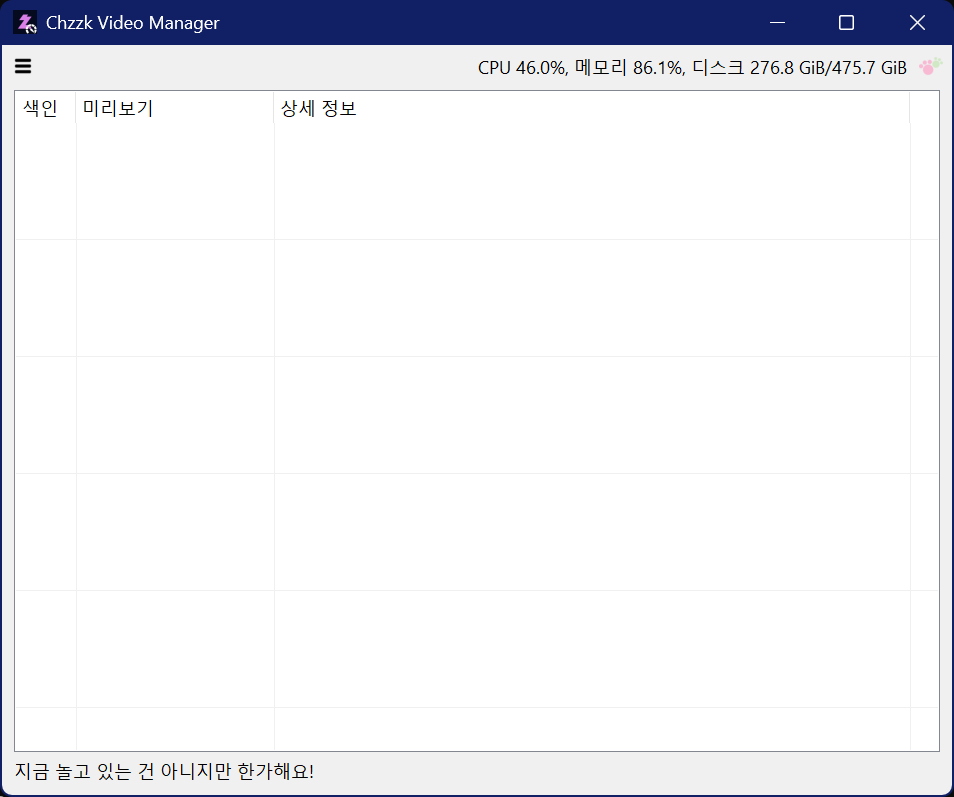 Chzzk Video Manager
CPU 46.0%, 메모리 86.1%, 디스크 276.8 GiB/475.7 GiB
색인 미리보기 상세 정보
지금 놀고 있는 건 아니지만 한가해요!